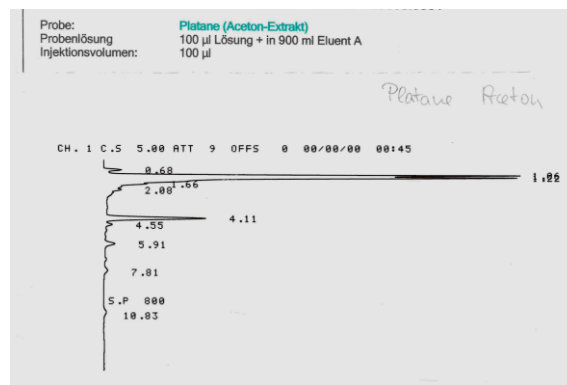 Probe: Platane (Aceton-Extrakt)
Probenlösung 100 µl Lösung + in 900 ml Eluent A
Injektionsvolumen: 100 µl
Platane Aceton
CH. 1 C.S 5.00 ATT 9 OFFS 0 00/00/00 00:45
0.68
1.66
2.08
4.11
4.55
5.91
7.81
S.P 800
10.83